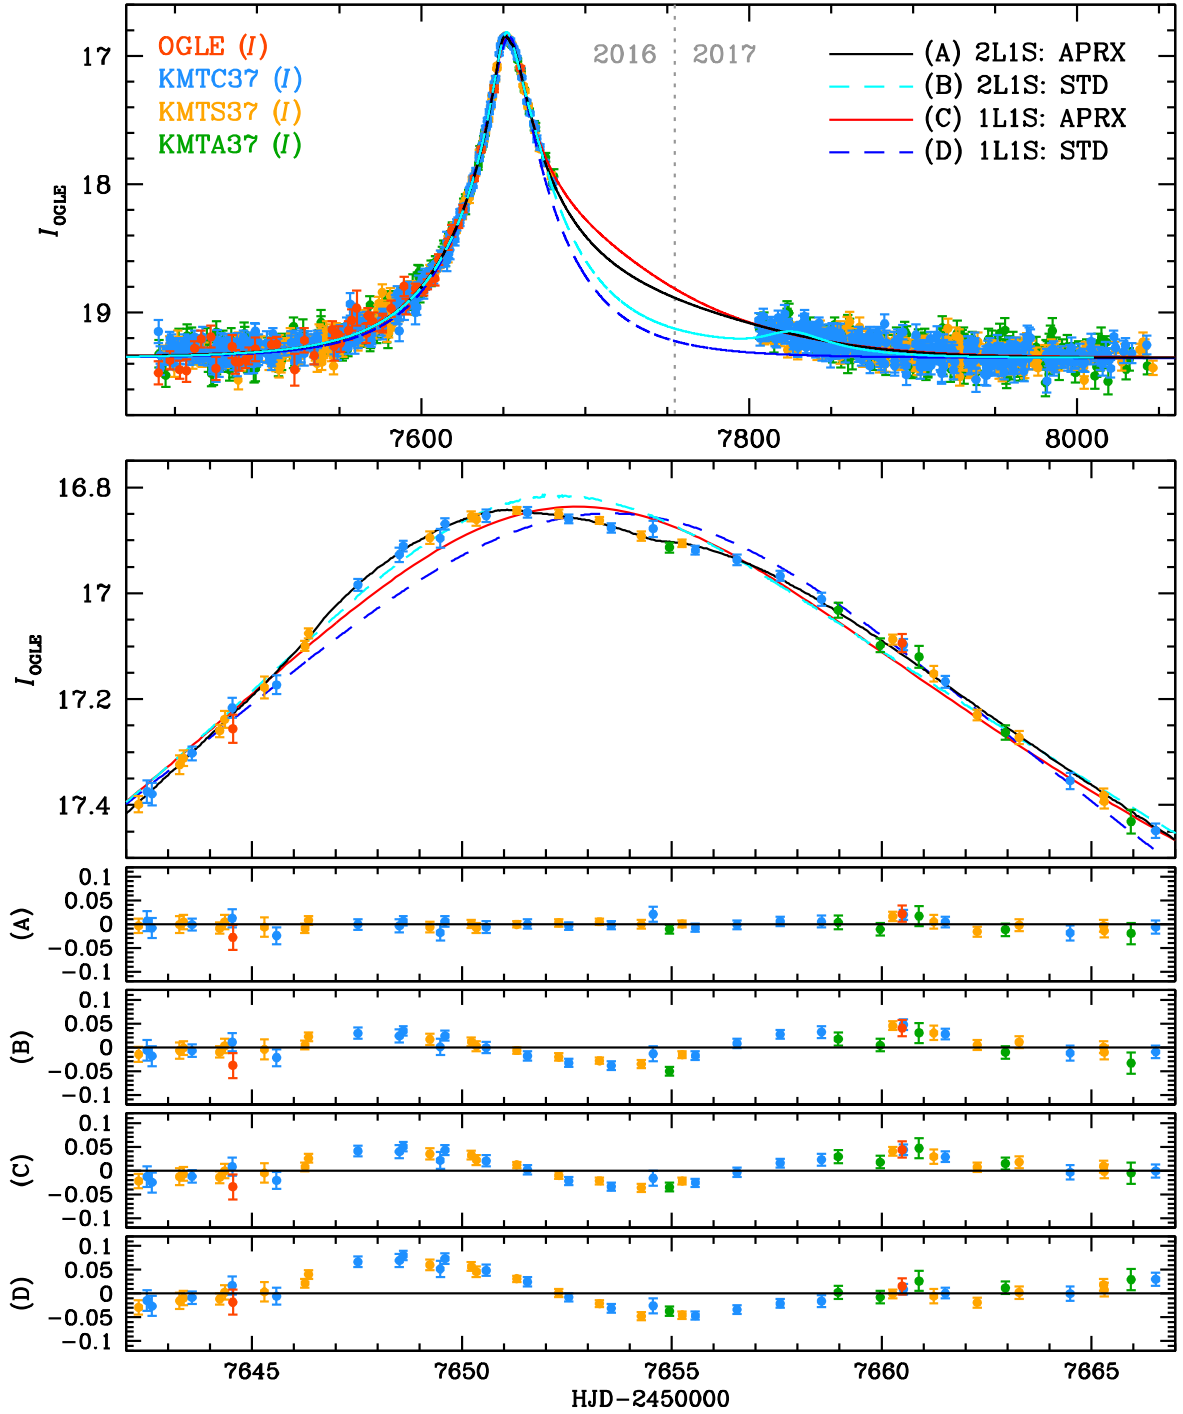 OGLE (I)
KMTC37 (I)
KMTS37 (I)
KMTA37 (I)
2016
2017
(A) 2L1S: APRX
(B) 2L1S: STD
(C) 1L1S: APRX
(D) 1L1S: STD
17
18
19
I OGLE
7600
7800
8000
16.8
17
17.2
17.4
I OGLE
0.1
0.05
0
−0.05
−0.1
(A)
0.1
0.05
0
−0.05
−0.1
(B)
0.1
0.05
0
−0.05
−0.1
(C)
0.1
0.05
0
−0.05
−0.1
(D)
7645
7650
7655
7660
7665
HJD−2450000